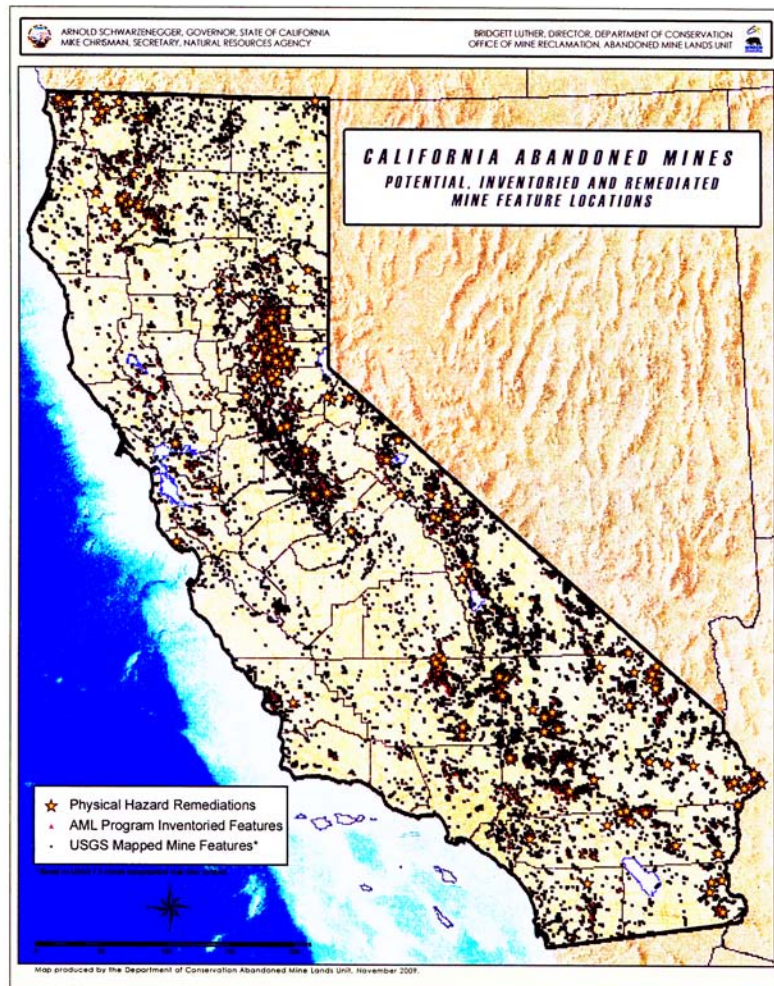 ARNOLD SCHWARZENEGGER, GOVERNOR, STATE OF CALIFORNIA
MIKE CHRISMAN, SECRETARY, NATURAL RESOURCES AGENCY
BRIDGETT LUTHER, DIRECTOR, DEPARTMENT OF CONSERVATION
OFFICE OF MINE RECLAMATION, ABANDONED MINE LANDS UNIT
CALIFORNIA ABANDONED MINES
POTENTIAL, INVENTORIED AND REMEDIATED
MINE FEATURE LOCATIONS
Physical Hazard Remediations
AML Program Inventoried Features
USGS Mapped Mine Features*
Map produced by the Department of Conservation Abandoned Mine Lands Unit, November 2009.